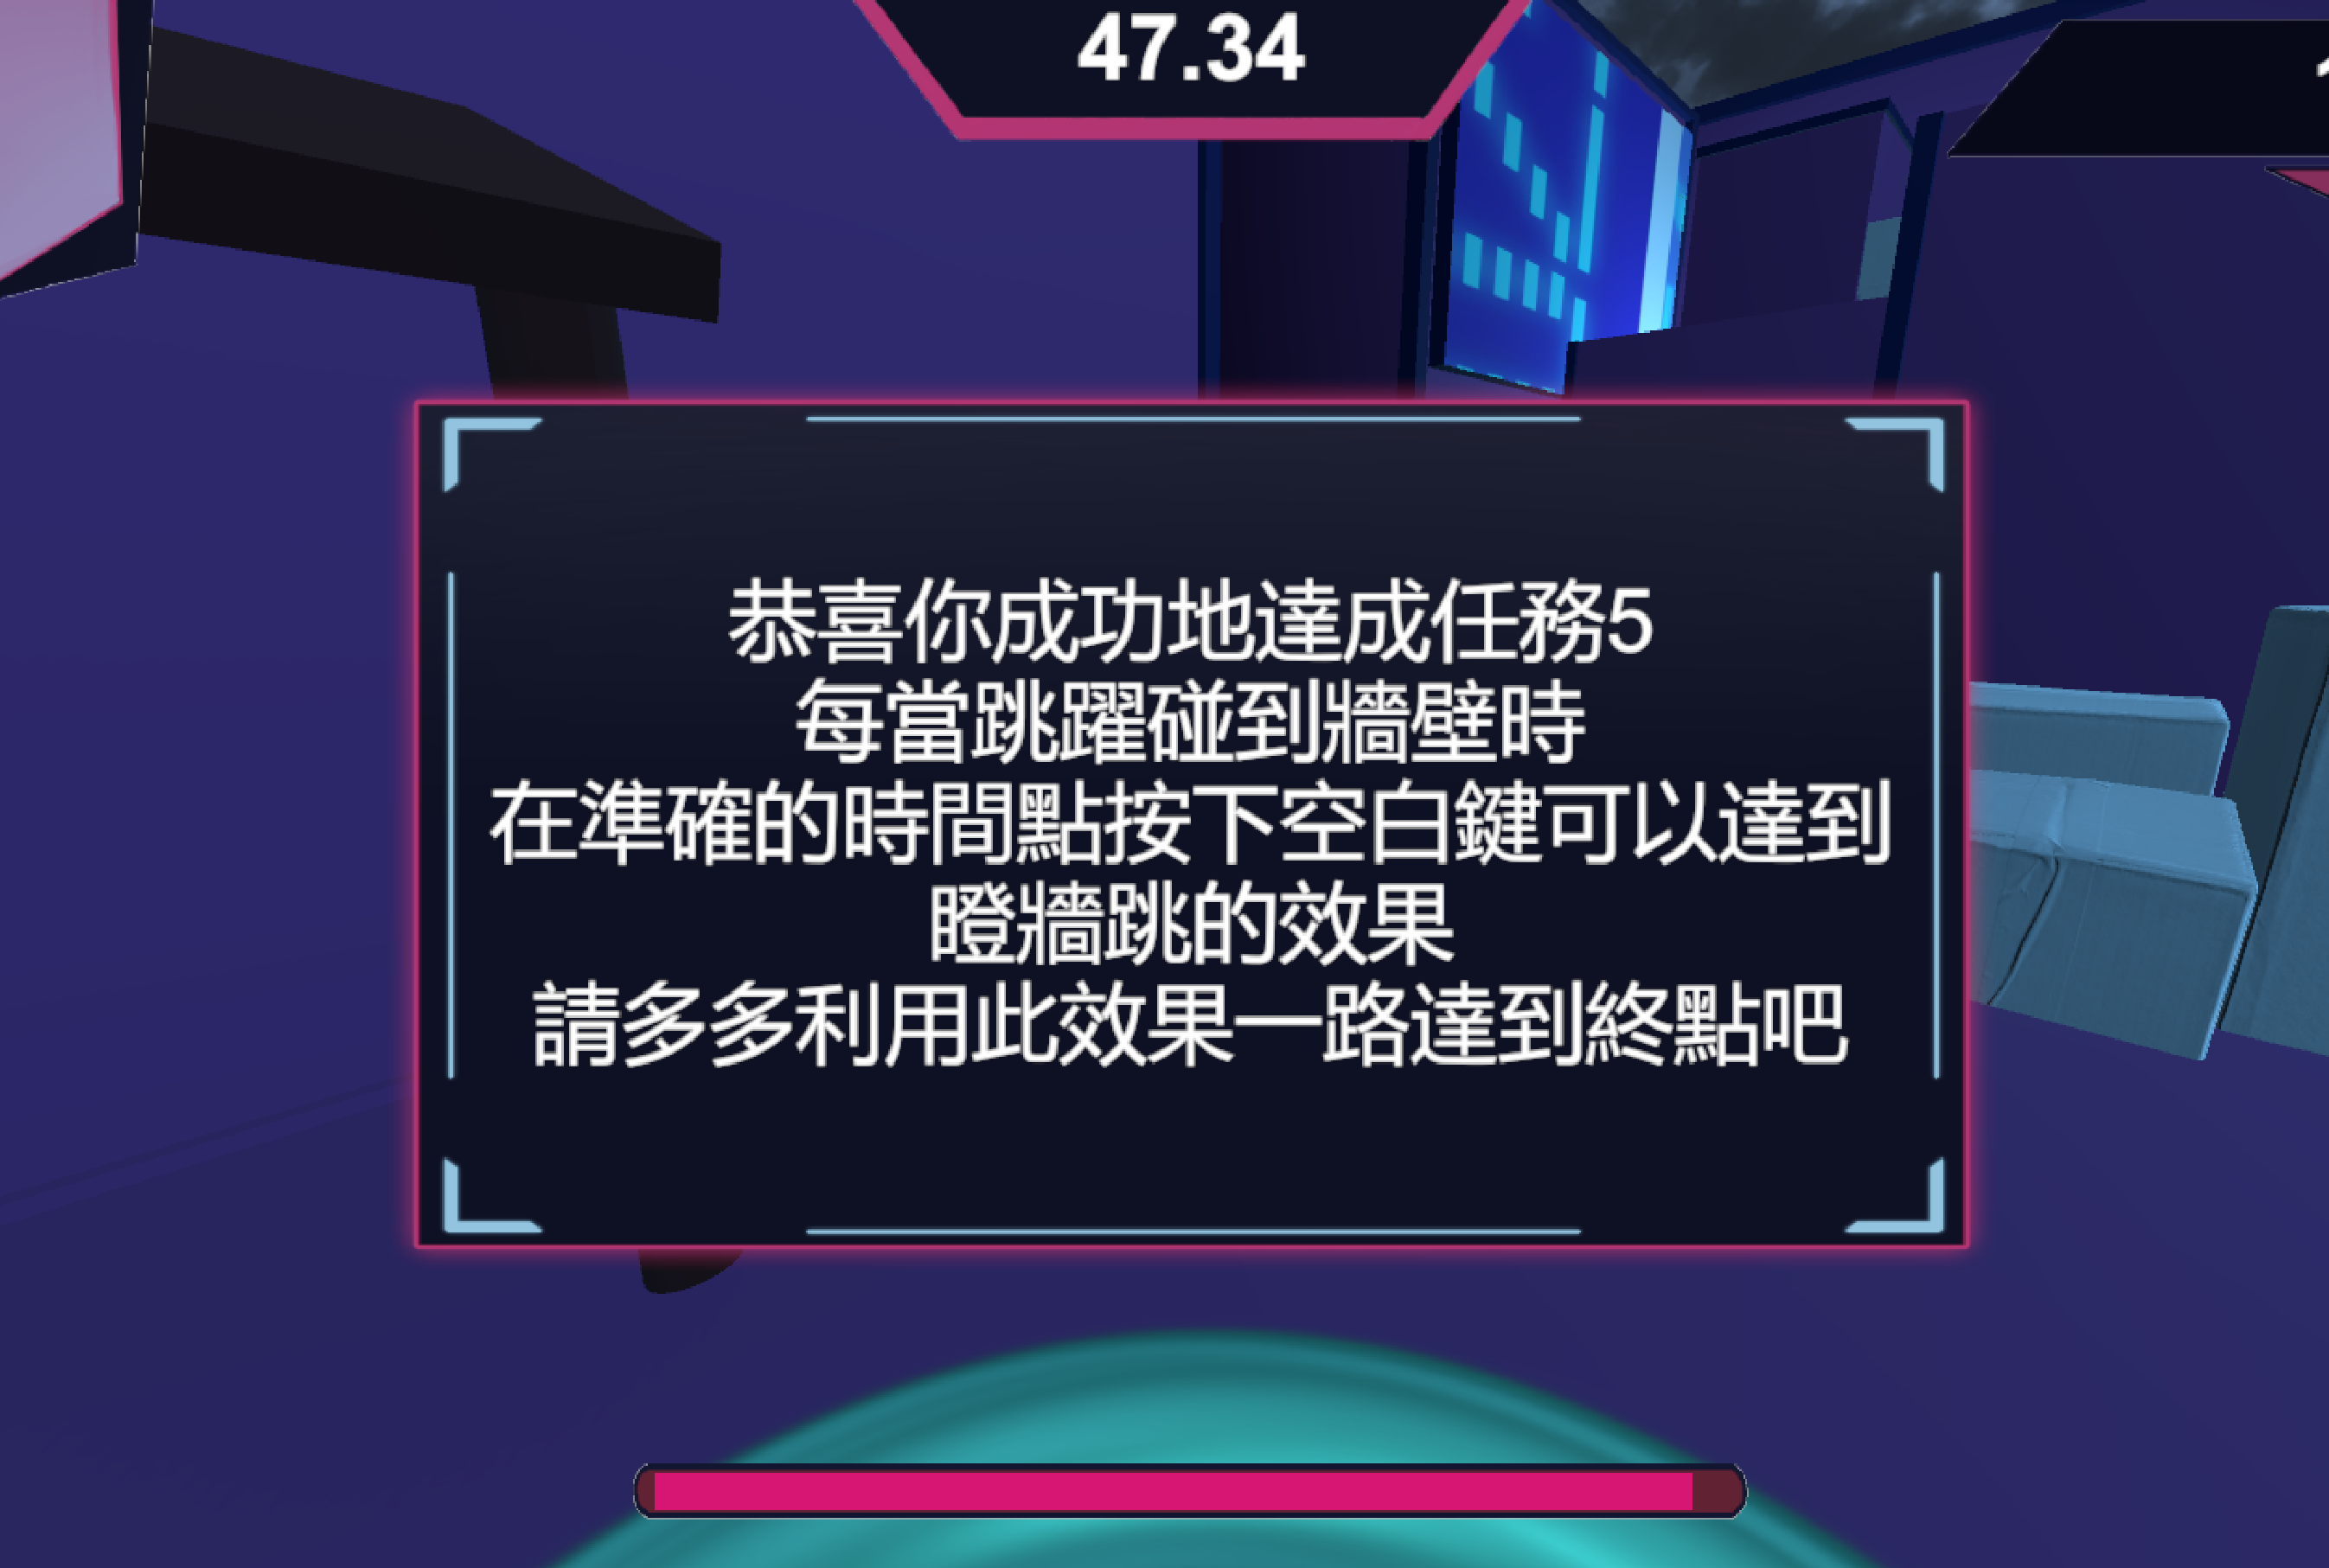 47.34
恭喜你成功地達成任務5
每當跳躍碰到牆壁時
在準確的時間點按下空白鍵可以達到
瞪牆跳的效果
請多多利用此效果一路達到終點吧